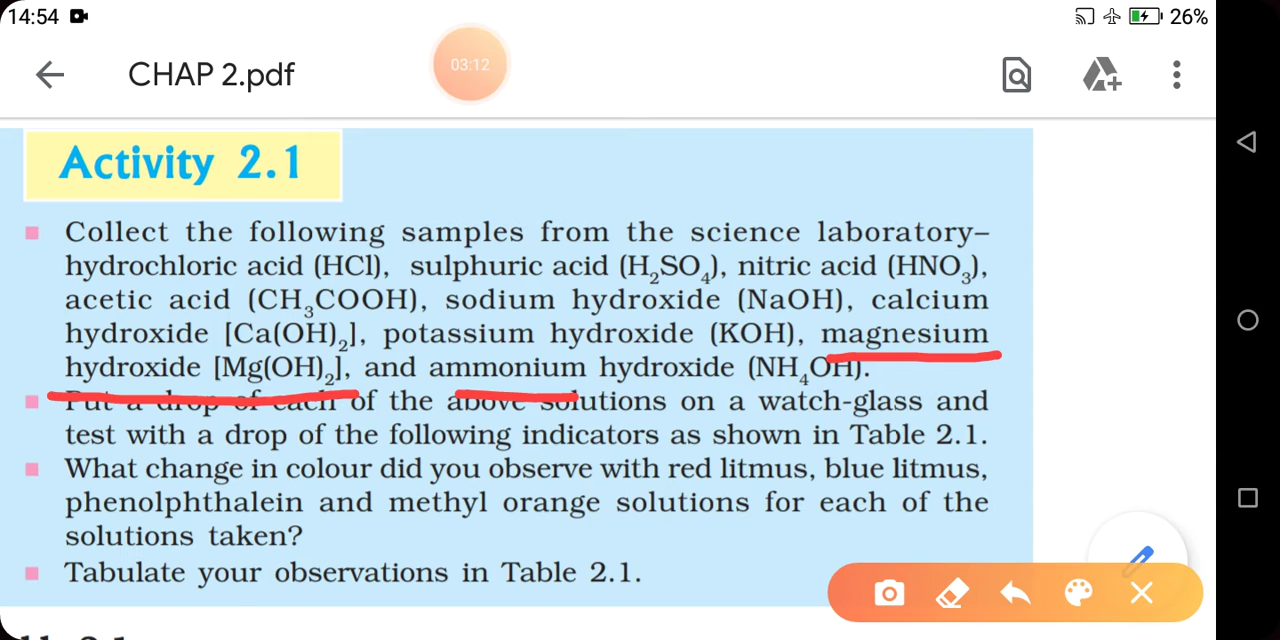 14:54
26%
CHAP 2.pdf
03:12
Activity 2.1
Collect the following samples from the science laboratory–
hydrochloric acid (HCl), sulphuric acid (H₂SO₄), nitric acid (HNO₃),
acetic acid (CH₃COOH), sodium hydroxide (NaOH), calcium
hydroxide [Ca(OH)₂], potassium hydroxide (KOH), magnesium
hydroxide [Mg(OH)₂], and ammonium hydroxide (NH₄OH).
Put a drop of each of the above solutions on a watch-glass and
test with a drop of the following indicators as shown in Table 2.1.
What change in colour did you observe with red litmus, blue litmus,
phenolphthalein and methyl orange solutions for each of the
solutions taken?
Tabulate your observations in Table 2.1.